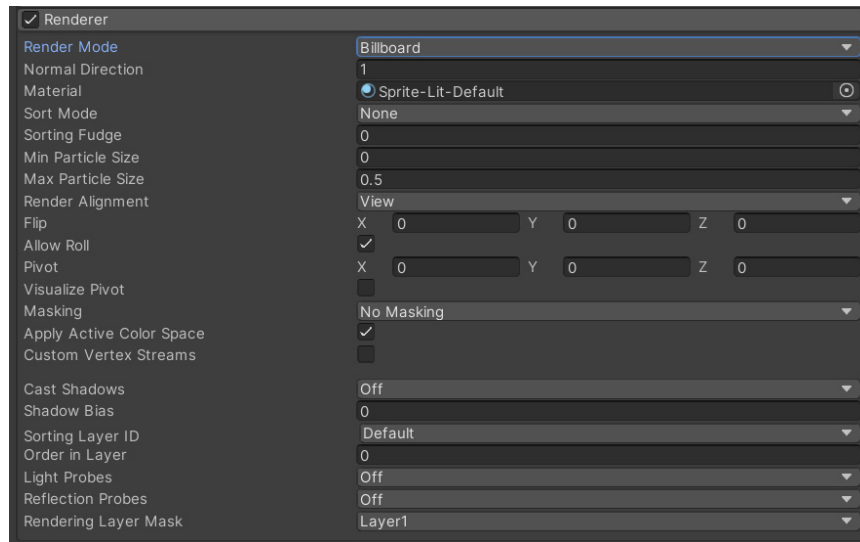 Renderer
Render Mode Billboard
Normal Direction 1
Material Sprite-Lit-Default
Sort Mode None
Sorting Fudge 0
Min Particle Size 0
Max Particle Size 0.5
Render Alignment View
Flip X 0 Y 0 Z 0
Allow Roll
Pivot X 0 Y 0 Z 0
Visualize Pivot
Masking No Masking
Apply Active Color Space
Custom Vertex Streams
Cast Shadows Off
Shadow Bias 0
Sorting Layer ID Default
Order in Layer 0
Light Probes Off
Reflection Probes Off
Rendering Layer Mask Layer1